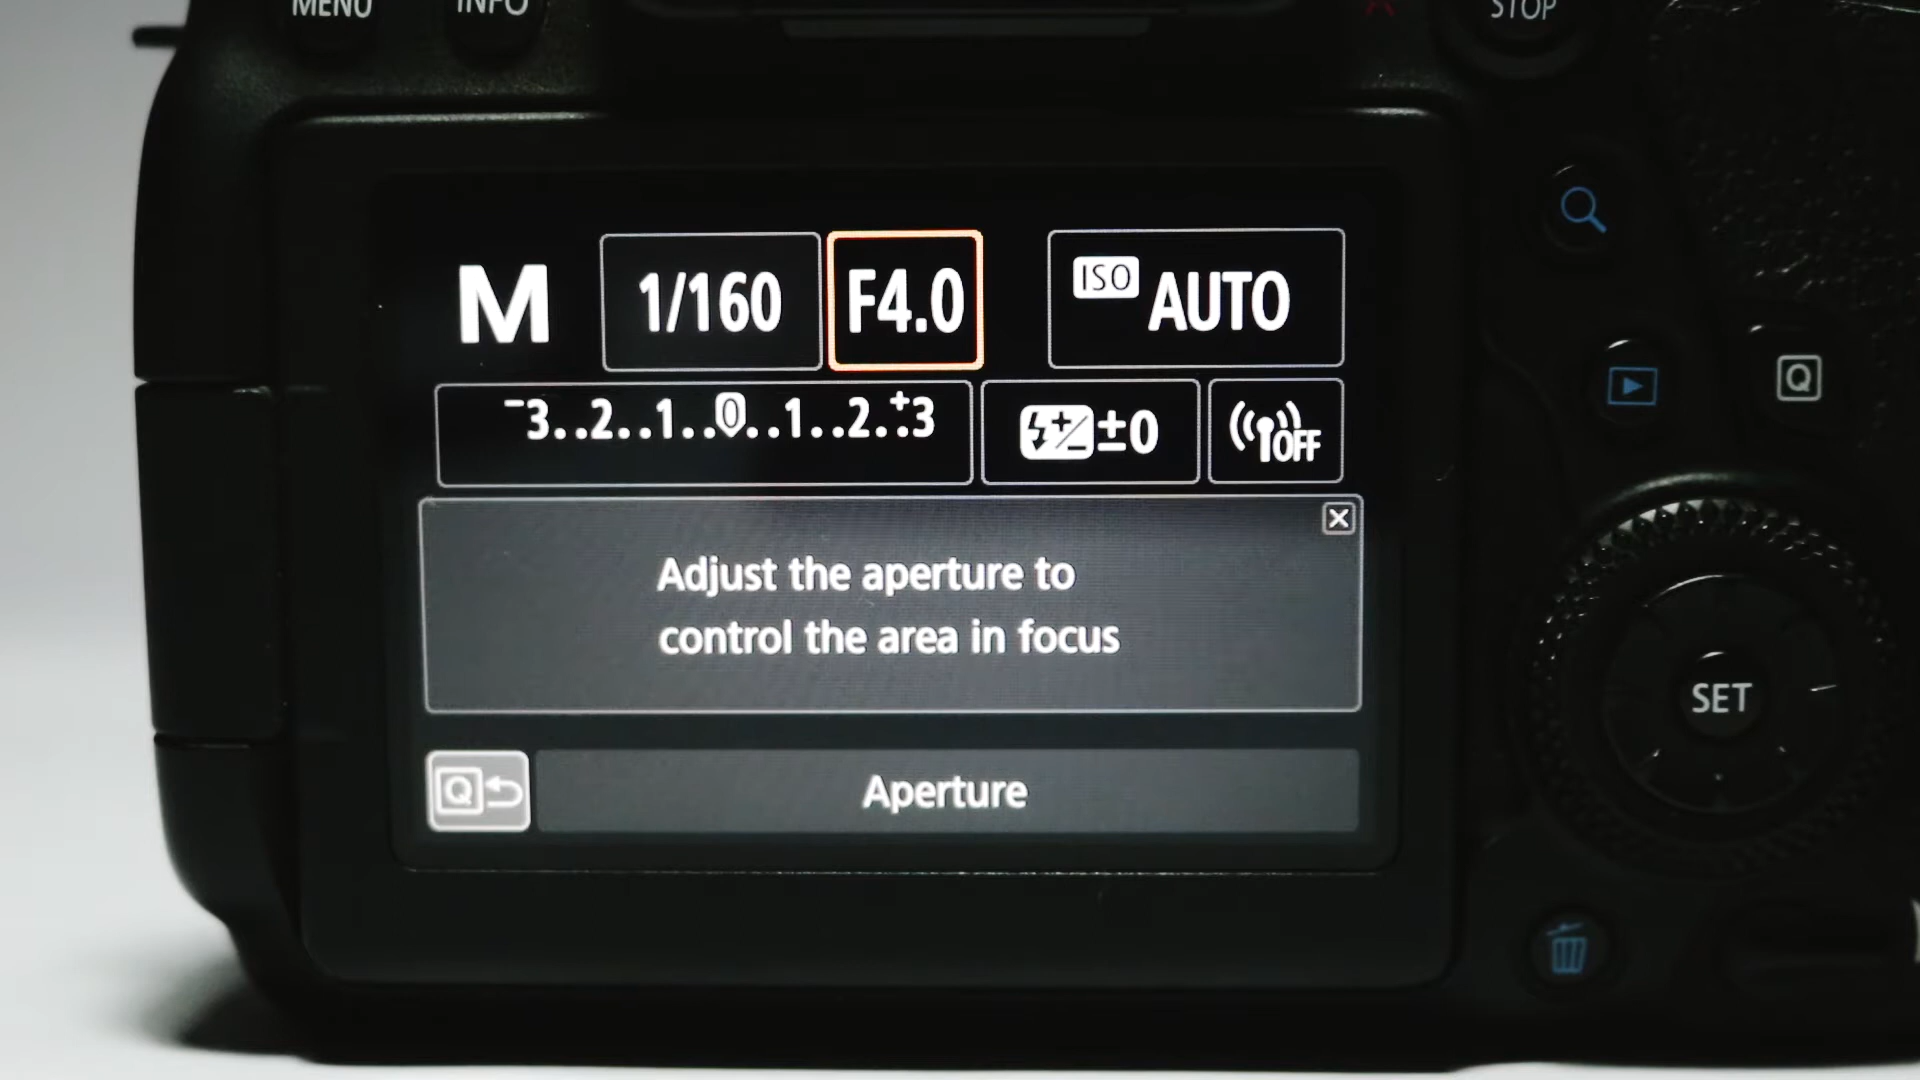 MENU INFO STOP
M 1/160 F4.0 ISO AUTO
-3..2..1..0..1..2..+3 ±0 OFF
Adjust the aperture to
control the area in focus
Q Aperture
Q
SET